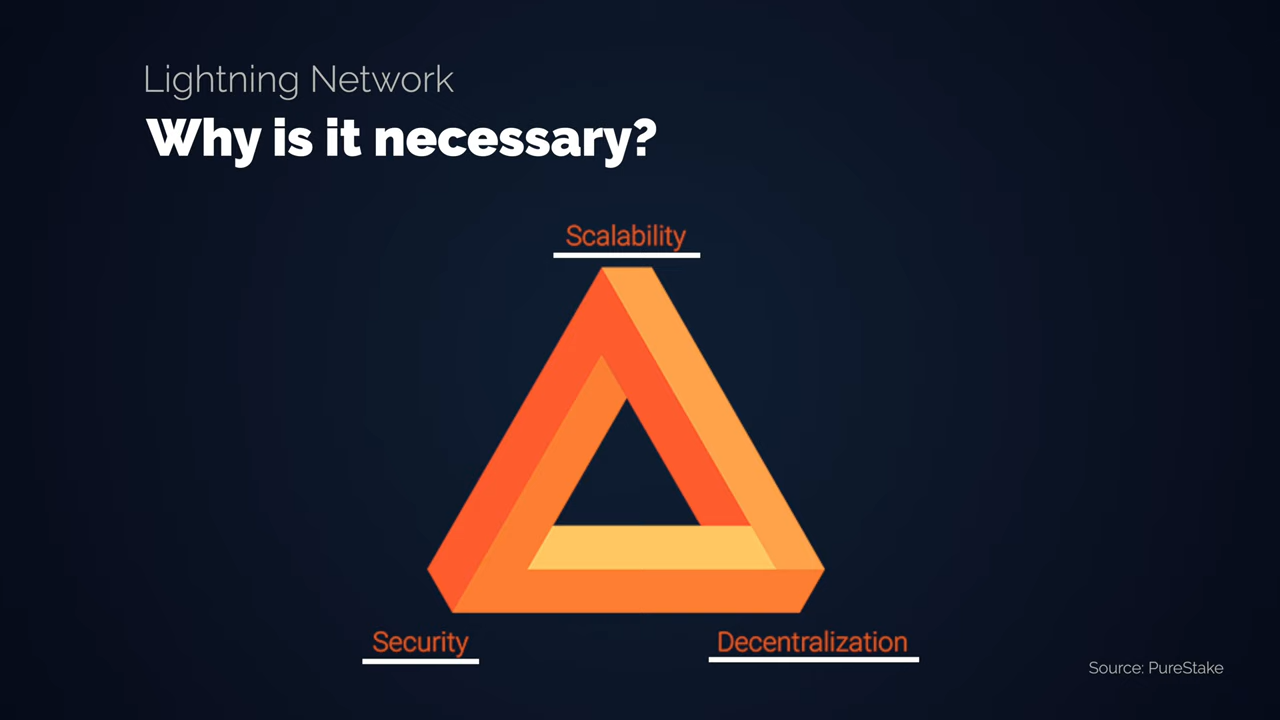 Lightning Network
Why is it necessary?
Scalability
Security
Decentralization
Source: PureStake